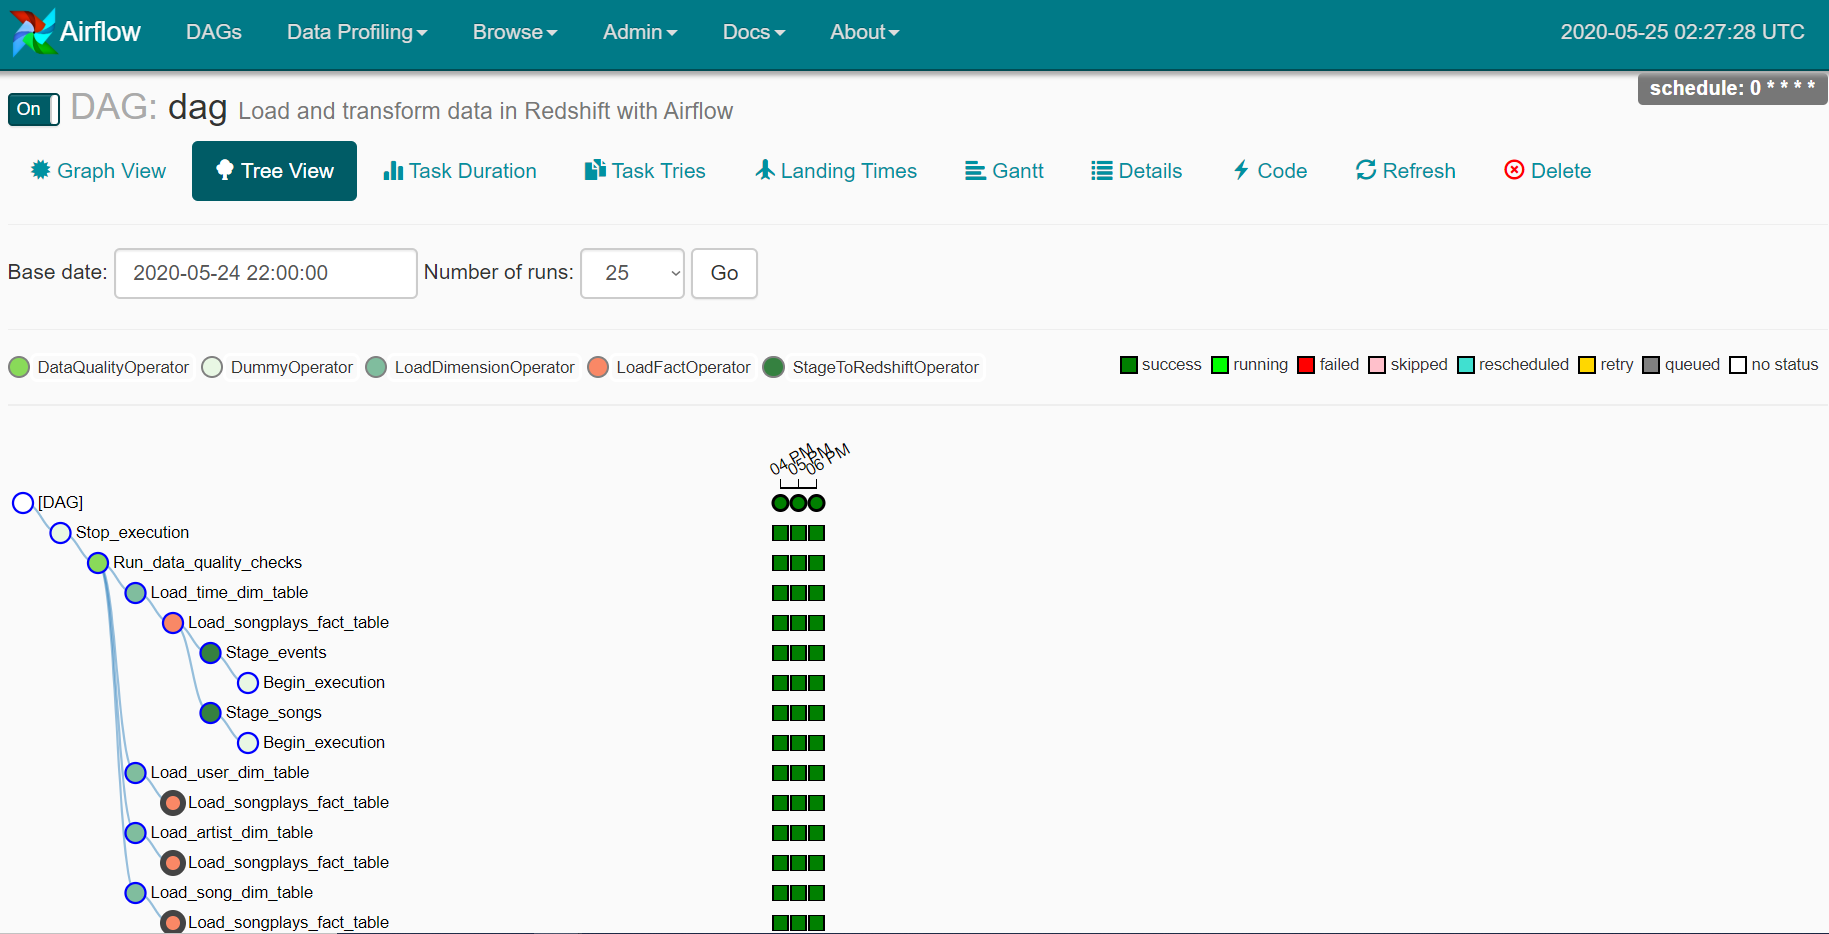 Airflow DAGs Data Profiling Browse Admin Docs About 2020-05-25 02:27:28 UTC
schedule: 0 * * * *
On DAG: dag Load and transform data in Redshift with Airflow
Graph View Tree View Task Duration Task Tries Landing Times Gantt Details Code Refresh Delete
Base date: 2020-05-24 22:00:00 Number of runs: 25 Go
DataQualityOperator DummyOperator LoadDimensionOperator LoadFactOperator StageToRedshiftOperator success running failed skipped rescheduled retry queued no status
04 PM 05 PM 06 PM
[DAG]
Stop_execution
Run_data_quality_checks
Load_time_dim_table
Load_songplays_fact_table
Stage_events
Begin_execution
Stage_songs
Begin_execution
Load_user_dim_table
Load_songplays_fact_table
Load_artist_dim_table
Load_songplays_fact_table
Load_song_dim_table
Load_songplays_fact_table